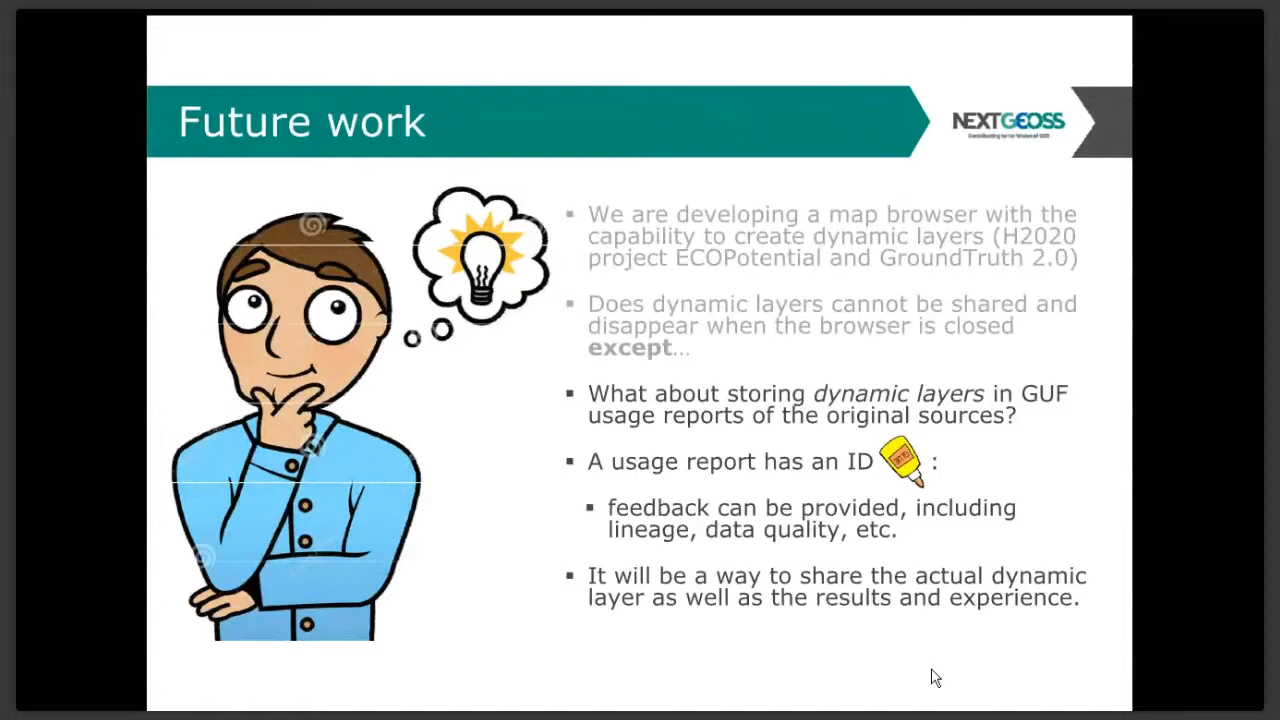 Future work
NEXTGEOSS
▪ We are developing a map browser with the
capability to create dynamic layers (H2020
project ECOPotential and GroundTruth 2.0)
▪ Does dynamic layers cannot be shared and
disappear when the browser is closed
except...
▪ What about storing dynamic layers in GUF
usage reports of the original sources?
▪ A usage report has an ID :
▪ feedback can be provided, including
lineage, data quality, etc.
▪ It will be a way to share the actual dynamic
layer as well as the results and experience.